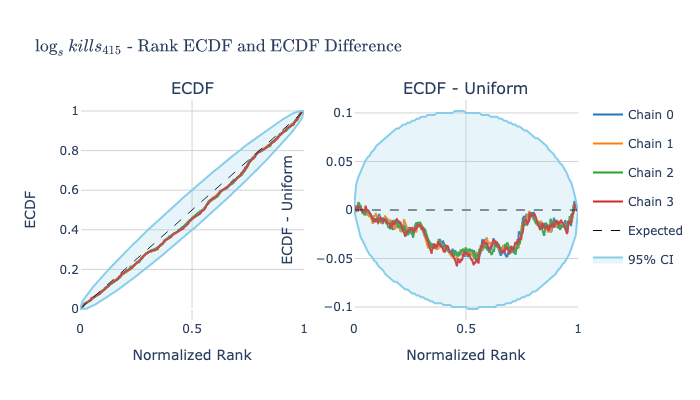 log_s kills_415 - Rank ECDF and ECDF Difference
ECDF
ECDF
1
0.8
0.6
0.4
0.2
0
0
0.5
1
Normalized Rank
ECDF - Uniform
ECDF - Uniform
0.1
0.05
0
−0.05
−0.1
0
0.5
1
Normalized Rank
Chain 0
Chain 1
Chain 2
Chain 3
Expected
95% CI